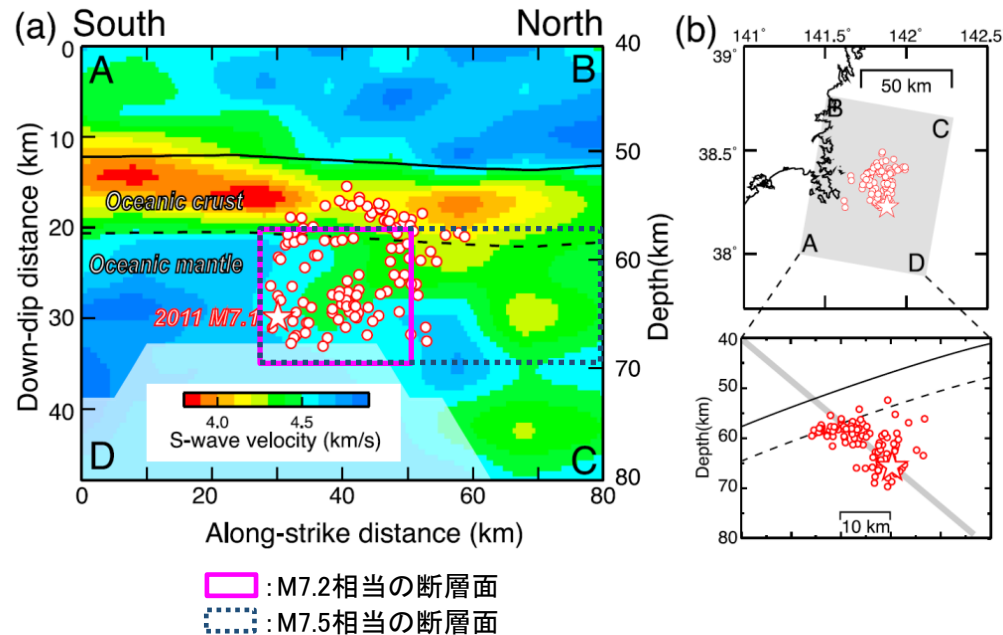 (a) South North
0
10
20
30
40
Down-dip distance (km)
A B
Oceanic crust
Oceanic mantle
2011 M7.1
4.0 4.5
S-wave velocity (km/s)
D C
0 20 40 60 80
Along-strike distance (km)
40
50
60
70
80
Depth(km)
:M7.2相当の断層面
:M7.5相当の断層面
(b)
141˚ 141.5˚ 142˚ 142.5˚
39˚
38.5˚
38˚
50 km
B
C
A
D
40
50
60
70
80
Depth(km)
10 km